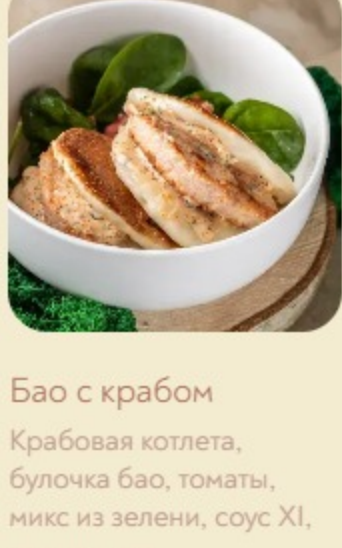 Бао с крабом
Крабовая котлета,
булочка бао, томаты,
микс из зелени, соус XI,